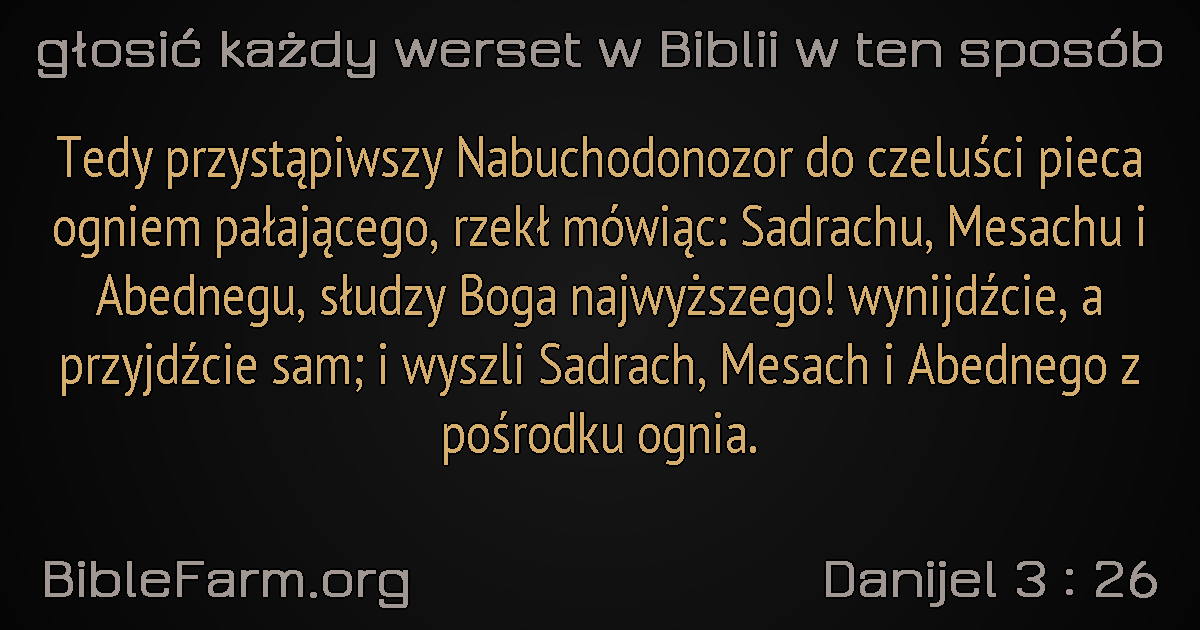 głosić każdy werset w Biblii w ten sposób
Tedy przystąpiwszy Nabuchodonozor do czeluści pieca
ogniem pałającego, rzekł mówiąc: Sadrachu, Mesachu i
Abednegu, słudzy Boga najwyższego! wynijdźcie, a
przyjdźcie sam; i wyszli Sadrach, Mesach i Abednego z
pośrodku ognia.
BibleFarm.org
Danijel 3 : 26